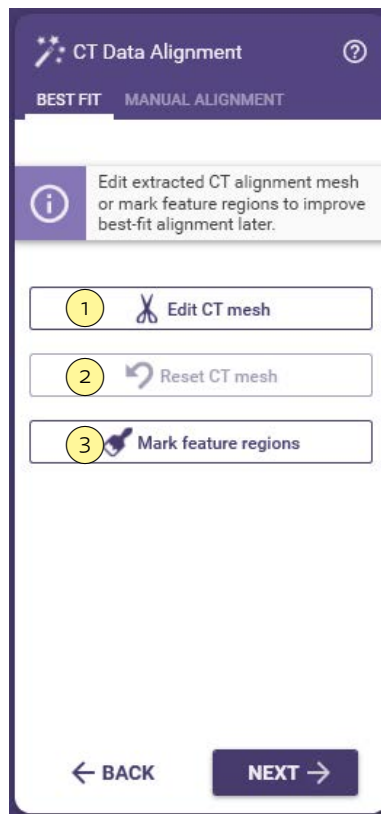 CT Data Alignment
BEST FIT MANUAL ALIGNMENT
Edit extracted CT alignment mesh
or mark feature regions to improve
best-fit alignment later.
1 Edit CT mesh
2 Reset CT mesh
3 Mark feature regions
BACK NEXT